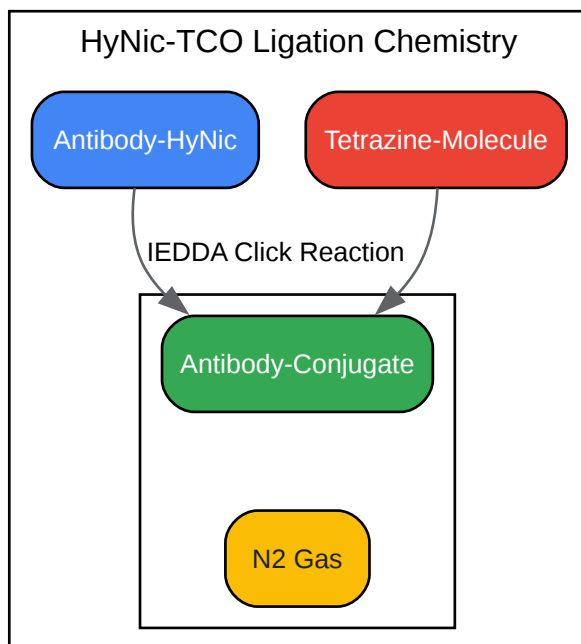 HyNic-TCO Ligation Chemistry
Antibody-HyNic
Tetrazine-Molecule
IEDDA Click Reaction
Antibody-Conjugate
N2 Gas